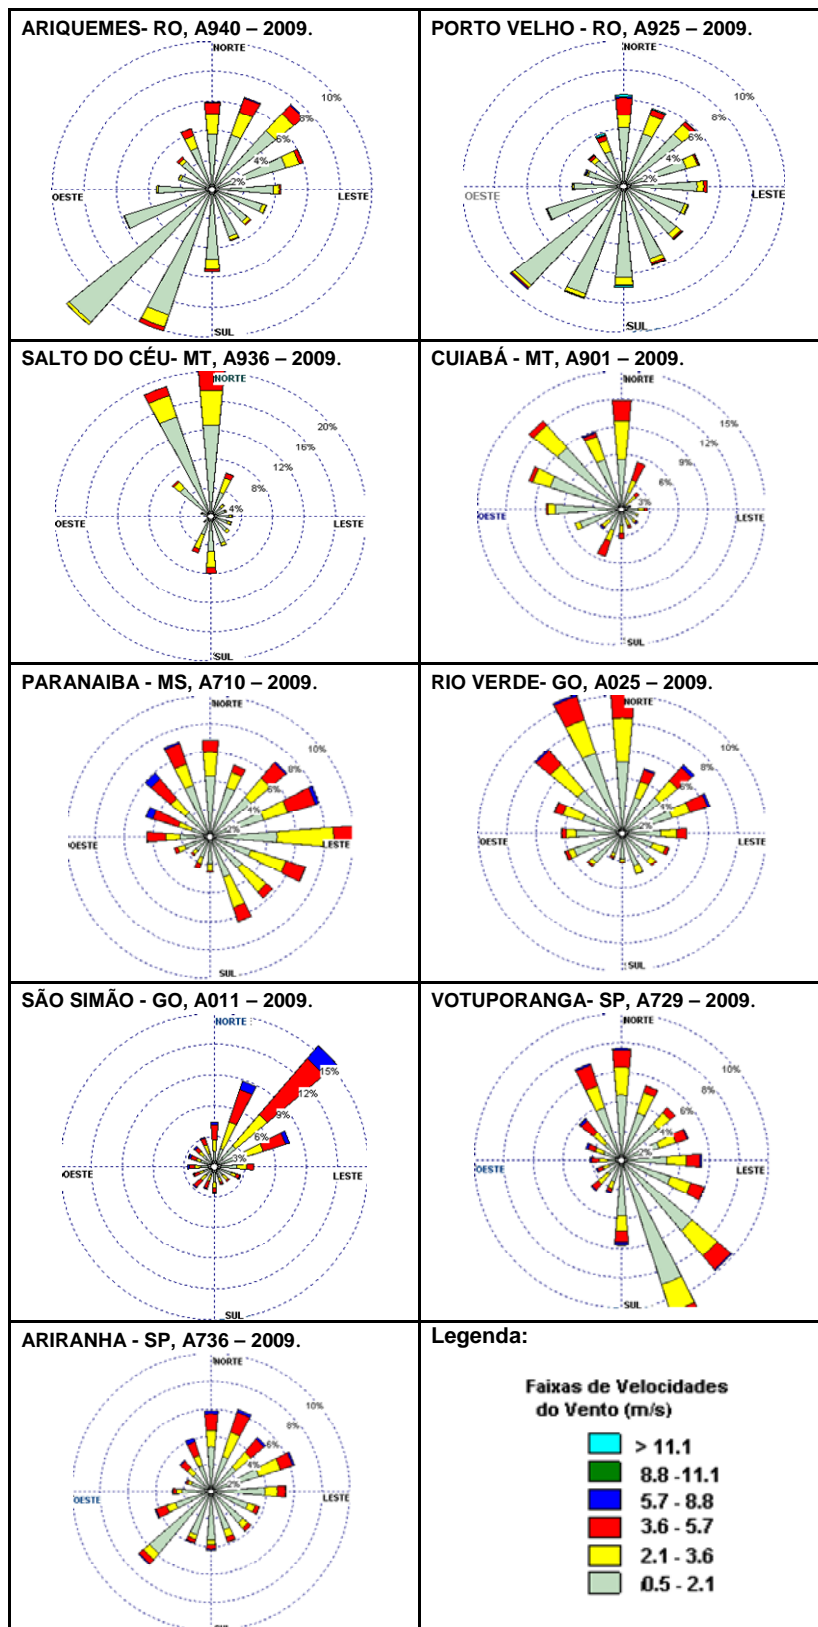 ARIQUEMES- RO, A940 – 2009.
NORTE
10%
8%
6%
4%
2%
OESTE
LESTE
SUL
PORTO VELHO - RO, A925 – 2009.
NORTE
10%
8%
6%
4%
2%
OESTE
LESTE
SUL
SALTO DO CÉU- MT, A936 – 2009.
NORTE
20%
16%
12%
8%
4%
OESTE
LESTE
SUL
CUIABÁ - MT, A901 – 2009.
NORTE
15%
12%
9%
6%
3%
OESTE
LESTE
SUL
PARANAIBA - MS, A710 – 2009.
NORTE
10%
8%
6%
4%
2%
OESTE
LESTE
SUL
RIO VERDE- GO, A025 – 2009.
NORTE
10%
8%
6%
4%
2%
OESTE
LESTE
SUL
SÃO SIMÃO - GO, A011 – 2009.
NORTE
15%
12%
9%
6%
3%
OESTE
LESTE
SUL
VOTUPORANGA- SP, A729 – 2009.
NORTE
10%
8%
6%
4%
2%
OESTE
LESTE
SUL
ARIRANHA - SP, A736 – 2009.
NORTE
10%
8%
6%
4%
2%
OESTE
LESTE
SUL
Legenda:
Faixas de Velocidades
do Vento (m/s)
> 11.1
8.8 -11.1
5.7 - 8.8
3.6 - 5.7
2.1 - 3.6
0.5 - 2.1